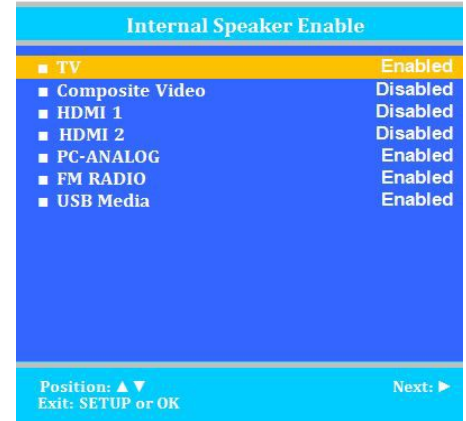 Internal Speaker Enable
■ TV Enabled
■ Composite Video Disabled
■ HDMI 1 Disabled
■ HDMI 2 Disabled
■ PC-ANALOG Enabled
■ FM RADIO Enabled
■ USB Media Enabled
Position: ▲ ▼ Next: ►
Exit: SETUP or OK